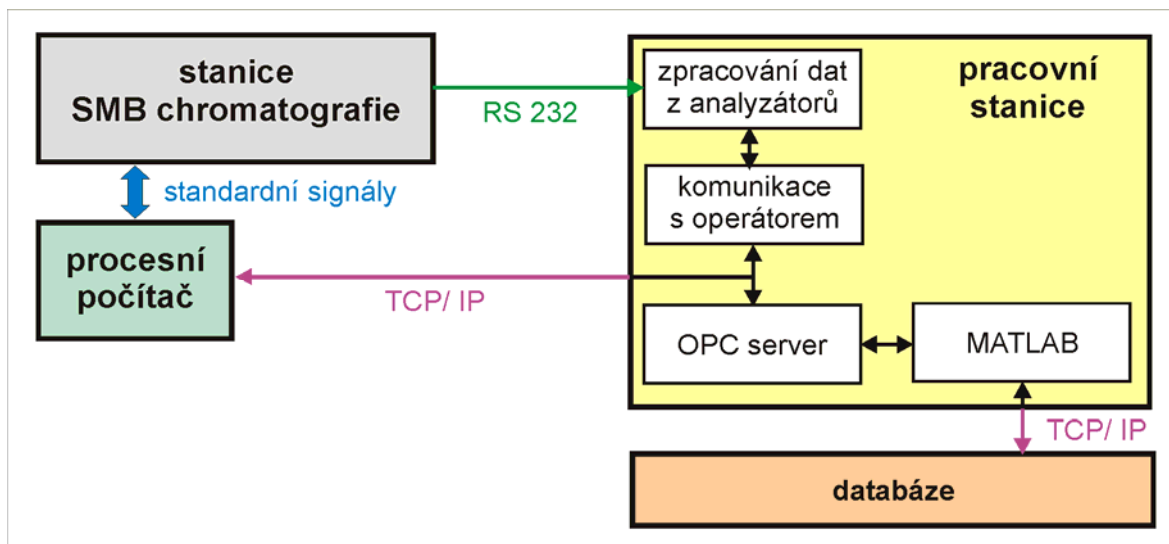 stanice
SMB chromatografie
RS 232
zpracování dat
z analyzátorů
pracovní
stanice
standardní signály
komunikace
s operátorem
procesní
počítač
TCP/ IP
OPC server
MATLAB
TCP/ IP
databáze